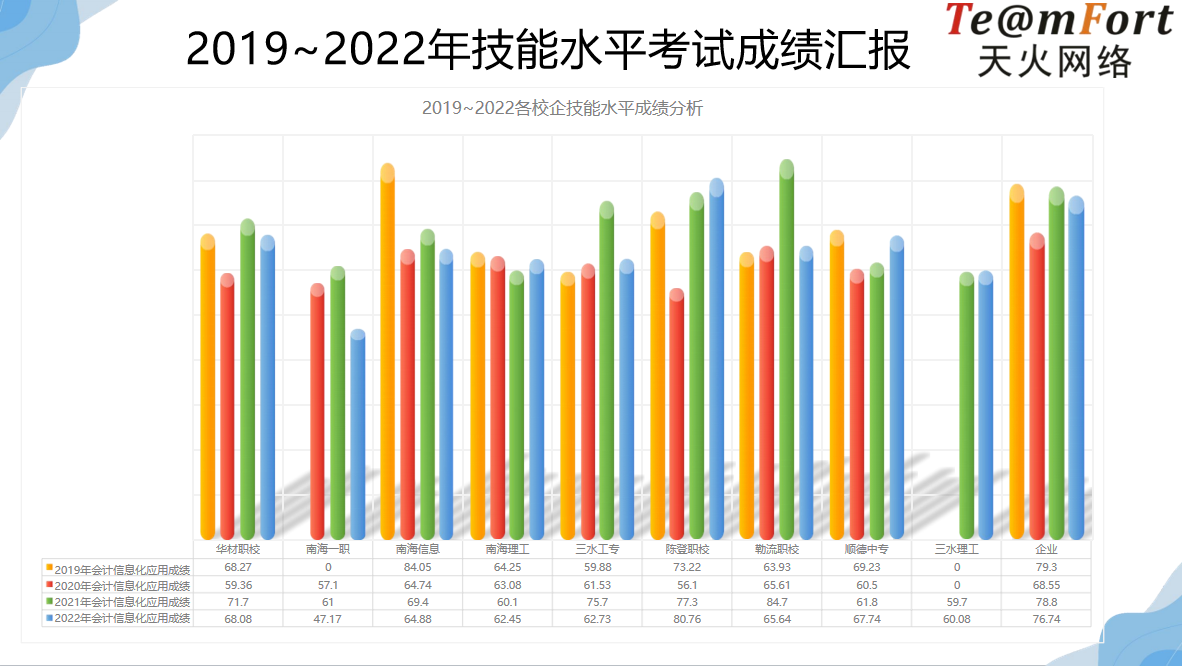 Te@mFort
天火网络
2019~2022年技能水平考试成绩汇报
2019~2022各校企技能水平成绩分析
华材职校 南海一职 南海信息 南海理工 三水工专 陈登职校 勒流职校 顺德中专 三水理工 企业
2019年会计信息化应用成绩 68.27 0 84.05 64.25 59.88 73.22 63.93 69.23 0 79.3
2020年会计信息化应用成绩 59.36 57.1 64.74 63.08 61.53 56.1 65.61 60.5 0 68.55
2021年会计信息化应用成绩 71.7 61 69.4 60.1 75.7 77.3 84.7 61.8 59.7 78.8
2022年会计信息化应用成绩 68.08 47.17 64.88 62.45 62.73 80.76 65.64 67.74 60.08 76.74